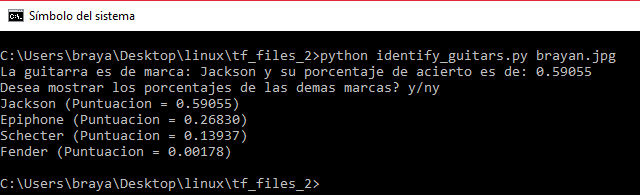 Símbolo del sistema
C:\Users\braya\Desktop\linux\tf_files_2>python identify_guitars.py brayan.jpg
La guitarra es de marca: Jackson y su porcentaje de acierto es de: 0.59055
Desea mostrar los porcentajes de las demas marcas? y/ny
Jackson (Puntuacion = 0.59055)
Epiphone (Puntuacion = 0.26830)
Schecter (Puntuacion = 0.13937)
Fender (Puntuacion = 0.00178)
C:\Users\braya\Desktop\linux\tf_files_2>